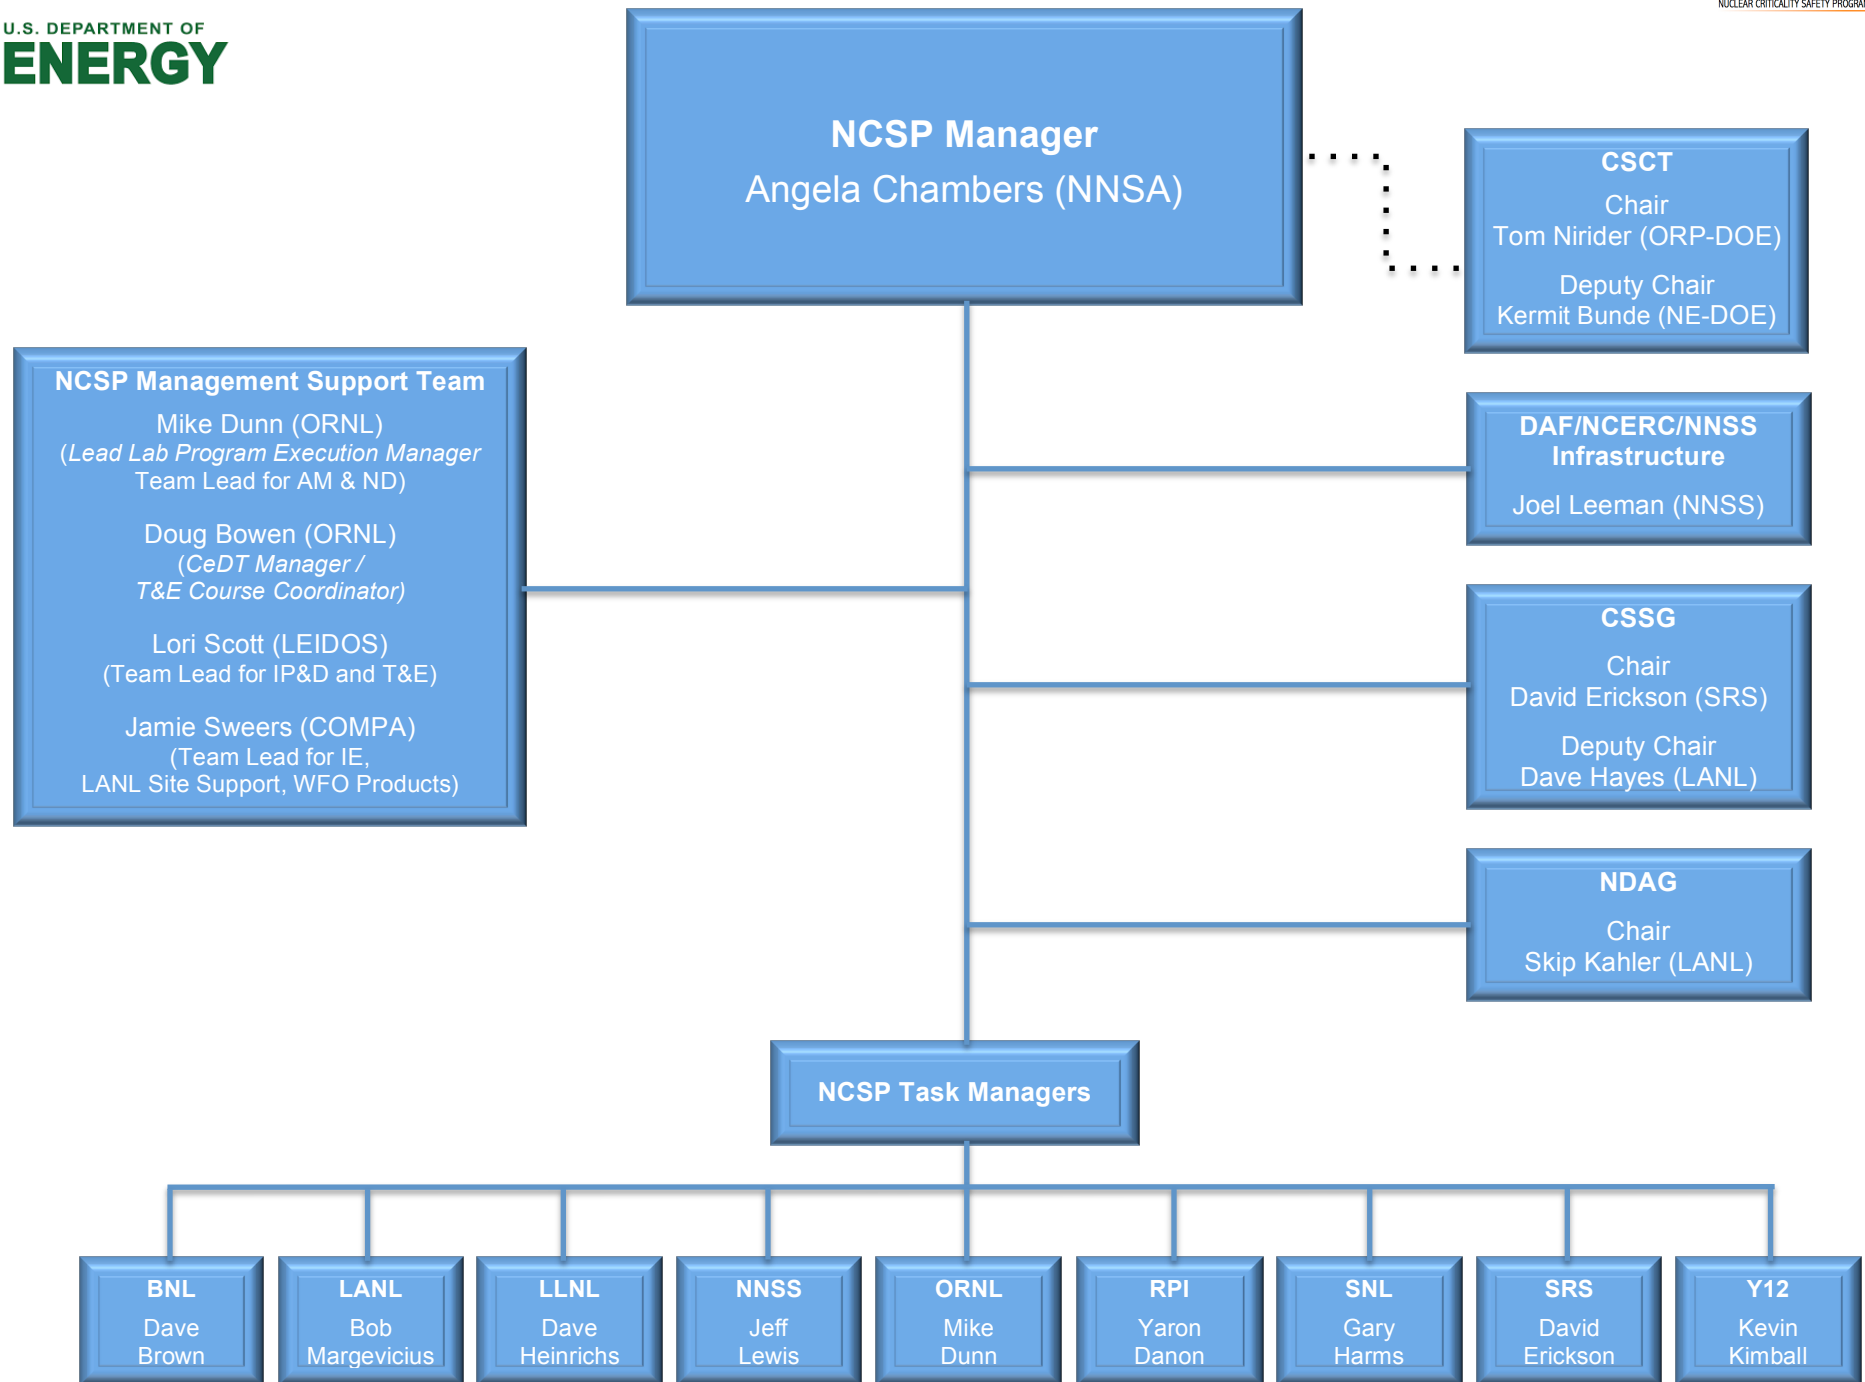 NUCLEAR CRITICALITY SAFETY PROGRAM
U.S. DEPARTMENT OF
ENERGY
NCSP Manager
Angela Chambers (NNSA)
CSCT
Chair
Tom Nirider (ORP-DOE)
Deputy Chair
Kermit Bunde (NE-DOE)
NCSP Management Support Team
Mike Dunn (ORNL)
(Lead Lab Program Execution Manager
Team Lead for AM & ND)
Doug Bowen (ORNL)
(CeDT Manager /
T&E Course Coordinator)
Lori Scott (LEIDOS)
(Team Lead for IP&D and T&E)
Jamie Sweers (COMPA)
(Team Lead for IE,
LANL Site Support, WFO Products)
DAF/NCERC/NNSS
Infrastructure
Joel Leeman (NNSS)
CSSG
Chair
David Erickson (SRS)
Deputy Chair
Dave Hayes (LANL)
NDAG
Chair
Skip Kahler (LANL)
NCSP Task Managers
BNL
Dave
Brown
LANL
Bob
Margevicius
LLNL
Dave
Heinrichs
NNSS
Jeff
Lewis
ORNL
Mike
Dunn
RPI
Yaron
Danon
SNL
Gary
Harms
SRS
David
Erickson
Y12
Kevin
Kimball